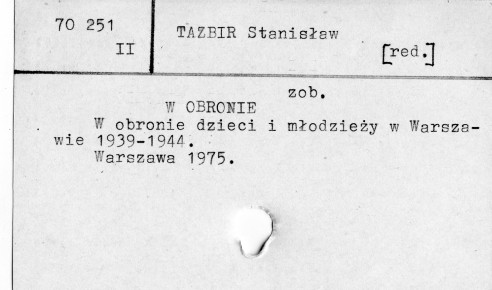 70 251
II
TAZBIR Stanisław
[red.]
zob.
W OBRONIE
W obronie dzieci i młodzieży w Warsza-
wie 1939-1944.
Warszawa 1975.